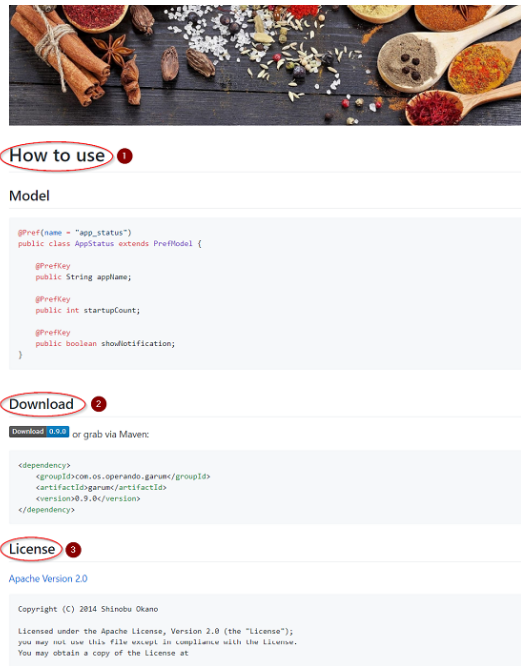 How to use 1
Model
@Pref(name = "app_status")
public class AppStatus extends PrefModel {
@PrefKey
public String appName;
@PrefKey
public int startupCount;
@PrefKey
public boolean showNotification;
}
Download 2
Download 0.9.0 or grab via Maven:
<dependency>
<groupId>com.os.operando.garum</groupId>
<artifactId>garum</artifactId>
<version>0.9.0</version>
</dependency>
License 3
Apache Version 2.0
Copyright (C) 2014 Shinobu Okano
Licensed under the Apache License, Version 2.0 (the "License");
you may not use this file except in compliance with the License.
You may obtain a copy of the License at